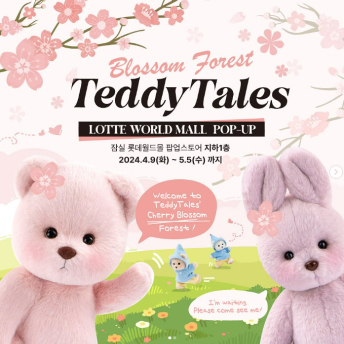 Blossom Forest
TeddyTales
LOTTE WORLD MALL POP-UP
잠실 롯데월드몰 팝업스토어 지하1층
2024.4.9(화) ~ 5.5(수) 까지
Welcome to
TeddyTales'
Cherry Blossom
Forest!
I'm waiting
Please come see me!